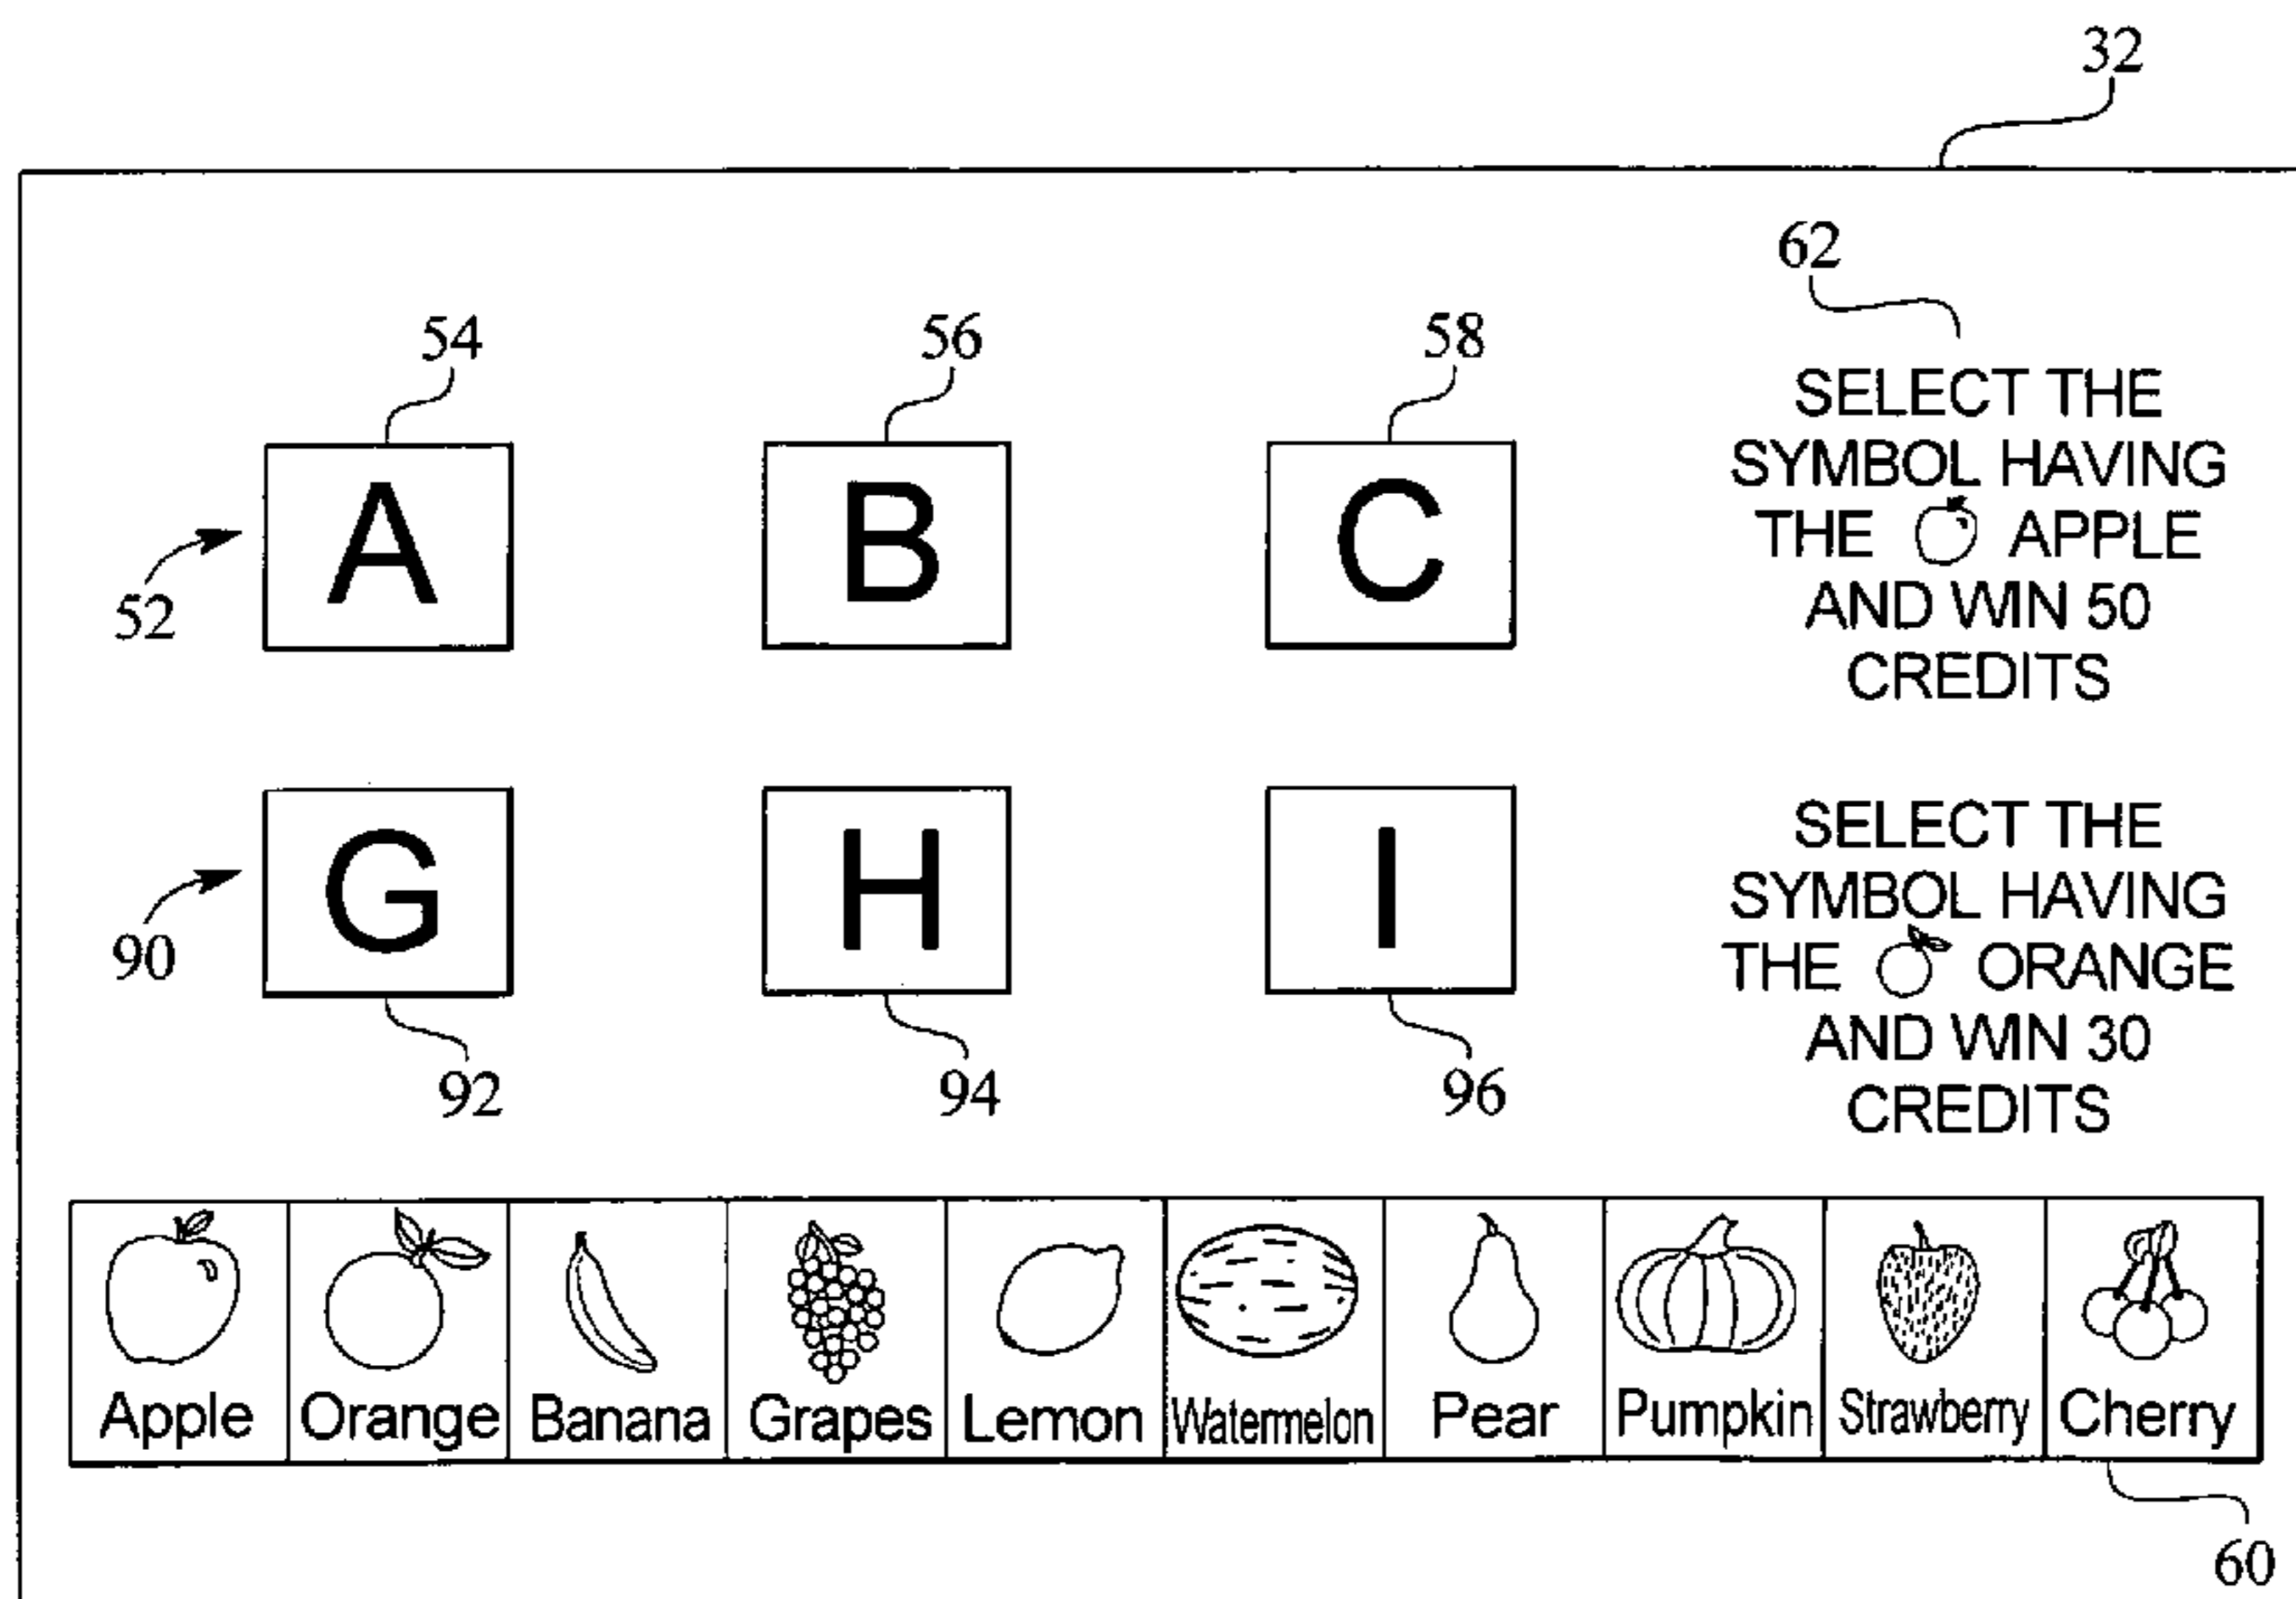 32
62
54
56
58
SELECT THE
SYMBOL HAVING
THE APPLE
AND WIN 50
CREDITS
A
B
C
52
SELECT THE
SYMBOL HAVING
THE ORANGE
AND WIN 30
CREDITS
G
H
I
90
92
94
96
Apple Orange Banana Grapes Lemon Watermelon Pear Pumpkin Strawberry Cherry
60